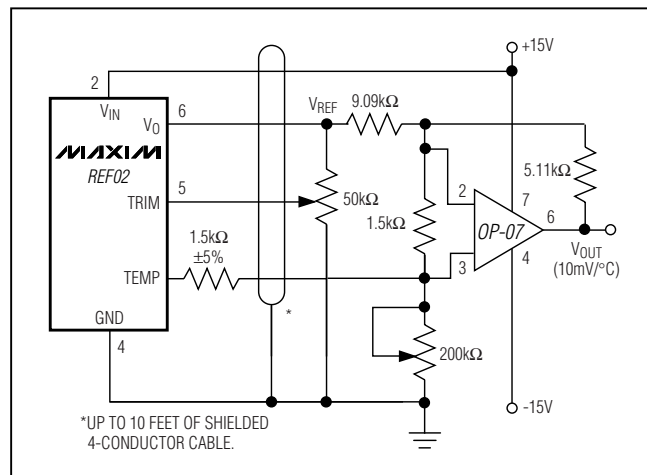 +15V
2
VIN
6
VO
VREF
9.09kΩ
MAXIM
REF02
5
TRIM
50kΩ
1.5kΩ
2
7
5.11kΩ
OP-07
6
3
4
VOUT
(10mV/°C)
1.5kΩ
±5%
TEMP
GND
4
*
200kΩ
-15V
*UP TO 10 FEET OF SHIELDED
4-CONDUCTOR CABLE.